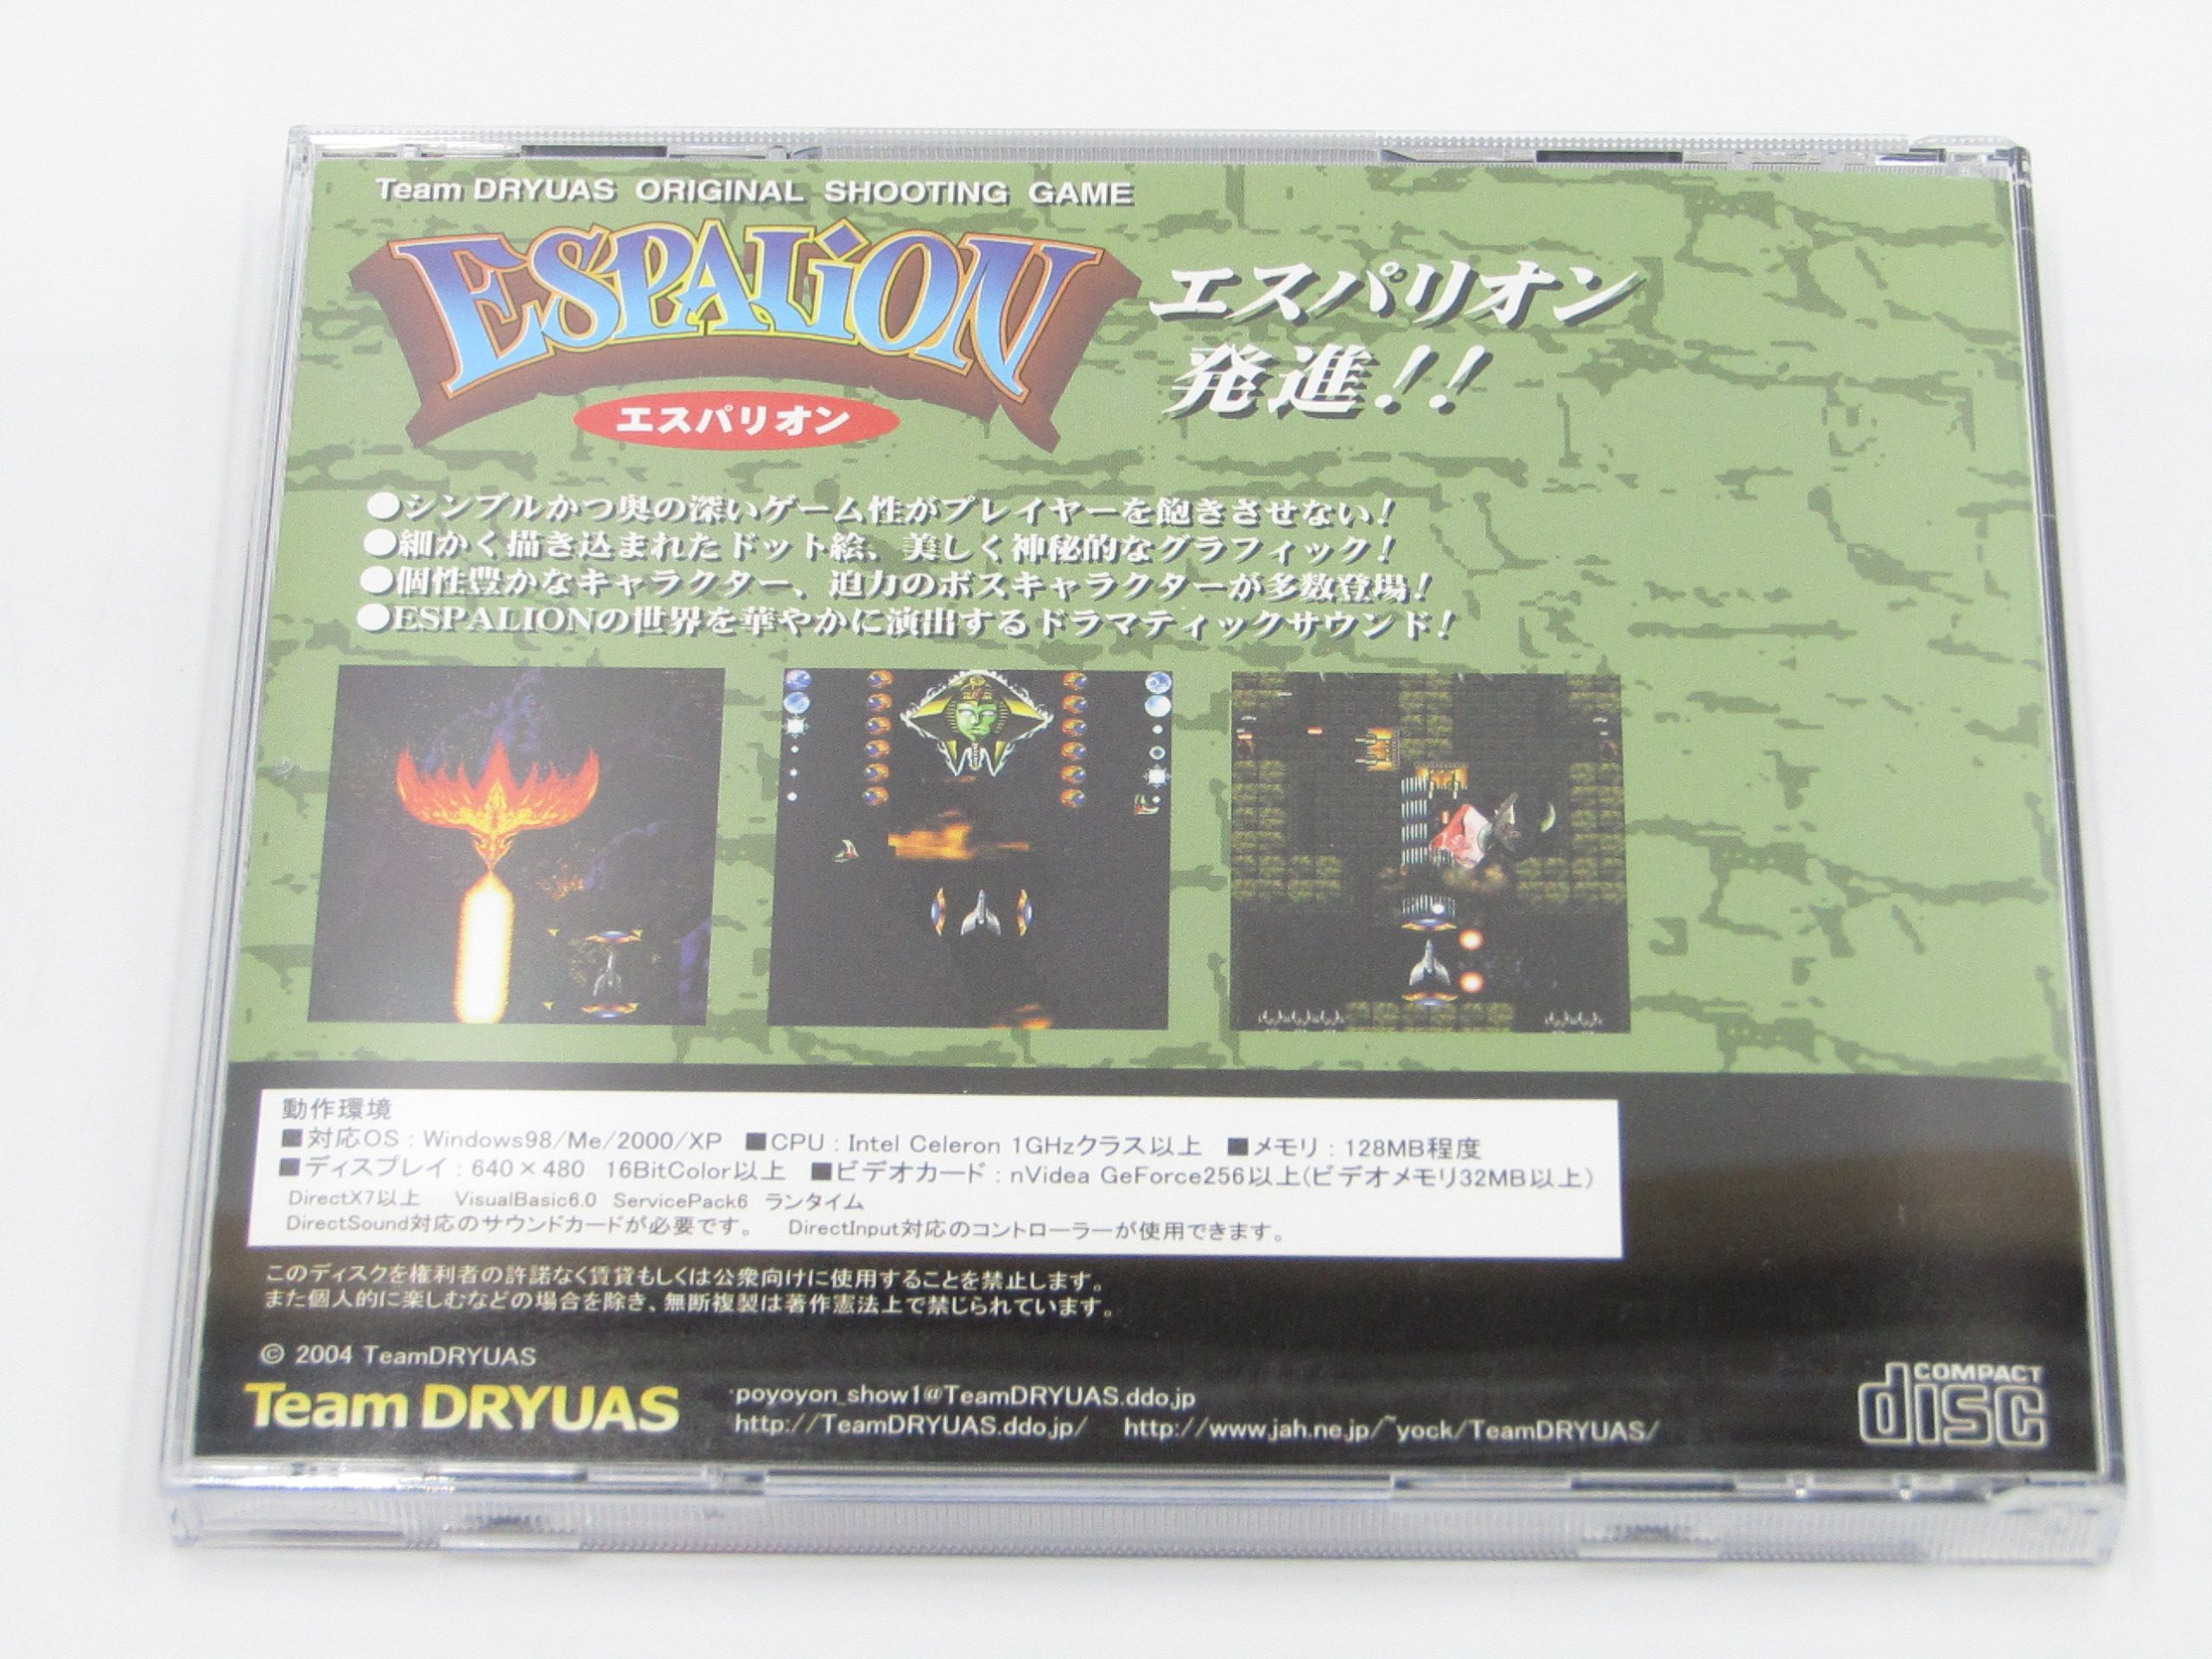 Team DRYUAS ORIGINAL SHOOTING GAME
ESPALiON
エスパリオン
エスパリオン
発進!!
●シンプルかつ奥の深いゲーム性がプレイヤーを飽きさせない!
●細かく描き込まれたドット絵、美しく神秘的なグラフィック!
●個性豊かなキャラクター、迫力のボスキャラクターが多数登場!
●ESPALIONの世界を華やかに演出するドラマティックサウンド!
動作環境
■対応OS:Windows98/Me/2000/XP ■CPU:Intel Celeron 1GHzクラス以上 ■メモリ:128MB程度
■ディスプレイ:640×480 16BitColor以上 ■ビデオカード:nVidea GeForce256以上(ビデオメモリ32MB以上)
DirectX7以上 VisualBasic6.0 ServicePack6 ランタイム
DirectSound対応のサウンドカードが必要です。 DirectInput対応のコントローラーが使用できます。
このディスクを権利者の許諾なく賃貸もしくは公衆向けに使用することを禁止します。
また個人的に楽しむなどの場合を除き、無断複製は著作憲法上で禁じられています。
© 2004 TeamDRYUAS
Team DRYUAS
poyoyon_show1@TeamDRYUAS.ddo.jp
http://TeamDRYUAS.ddo.jp/ http://www.jah.ne.jp/~yock/TeamDRYUAS/
COMPACT
disc